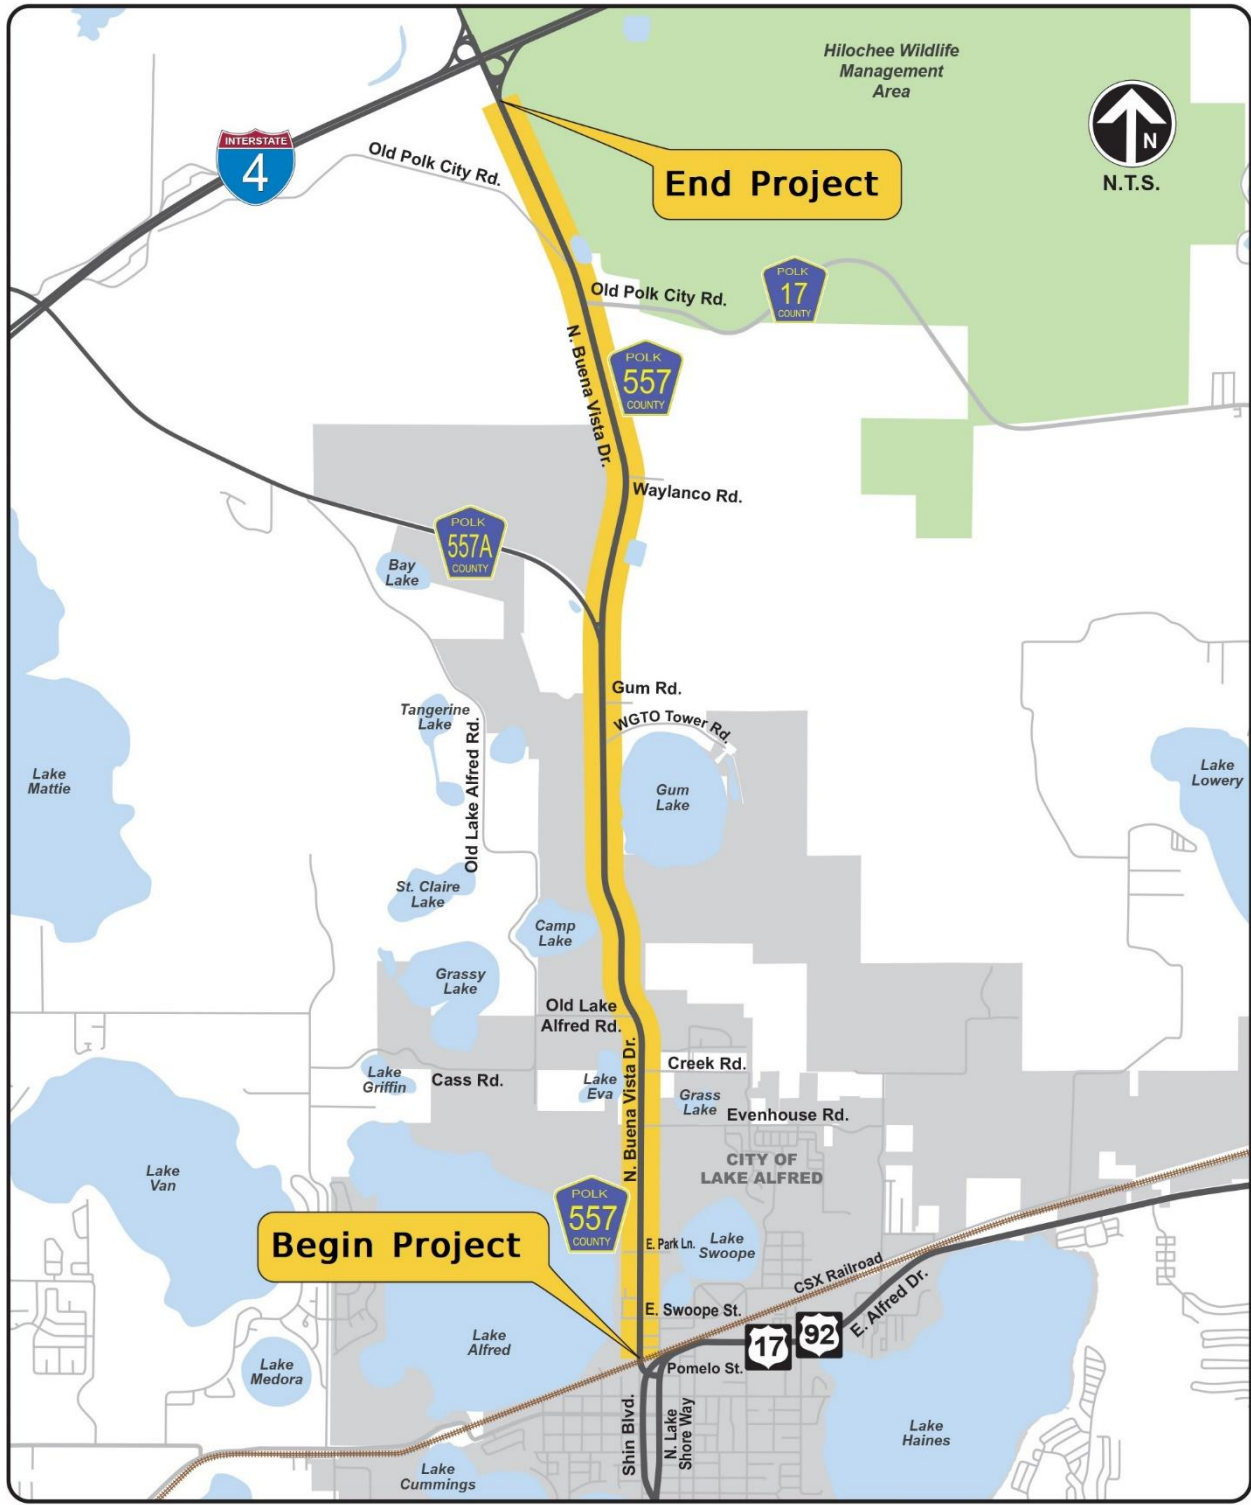 Hilochee Wildlife
Management
Area
N
N.T.S.
INTERSTATE
4
Old Polk City Rd.
End Project
Old Polk City Rd.
POLK
17
COUNTY
N. Buena Vista Dr.
POLK
557
COUNTY
Waylanco Rd.
POLK
557A
COUNTY
Bay
Lake
Gum Rd.
WGTO Tower Rd.
Tangerine
Lake
Old Lake Alfred Rd.
Lake
Mattie
Gum
Lake
Lake
Lowery
St. Claire
Lake
Camp
Lake
Grassy
Lake
Old Lake
Alfred Rd.
N. Buena Vista Dr.
Creek Rd.
Lake
Griffin
Cass Rd.
Lake
Eva
Grass
Lake
Evenhouse Rd.
CITY OF
LAKE ALFRED
Lake
Van
POLK
557
COUNTY
Begin Project
E. Park Ln.
Lake
Swoope
CSX Railroad
E. Alfred Dr.
E. Swoope St.
17
92
Lake
Alfred
Pomelo St.
Lake
Medora
Shin Blvd.
N. Lake
Shore Way
Lake
Haines
Lake
Cummings